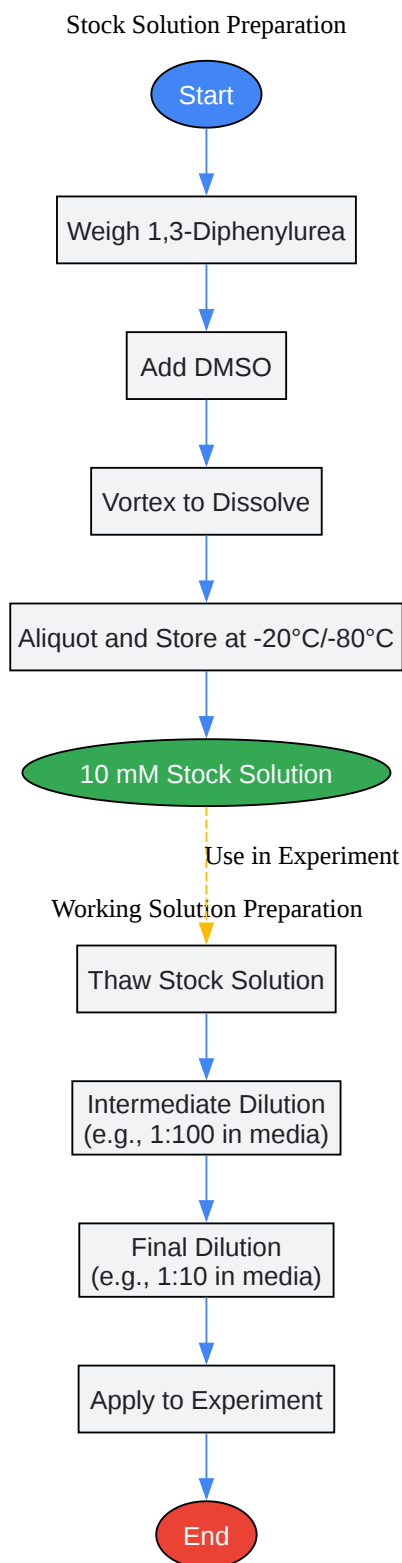 Stock Solution Preparation
Start
Weigh 1,3-Diphenylurea
Add DMSO
Vortex to Dissolve
Aliquot and Store at -20°C/-80°C
10 mM Stock Solution
Use in Experiment
Working Solution Preparation
Thaw Stock Solution
Intermediate Dilution
(e.g., 1:100 in media)
Final Dilution
(e.g., 1:10 in media)
Apply to Experiment
End